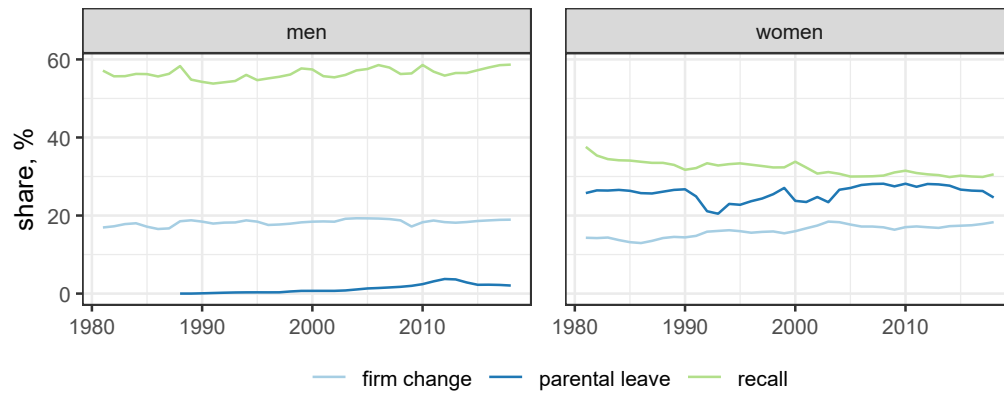 men women
60
40
20
0
share, %
1980 1990 2000 2010 1980 1990 2000 2010
firm change parental leave recall